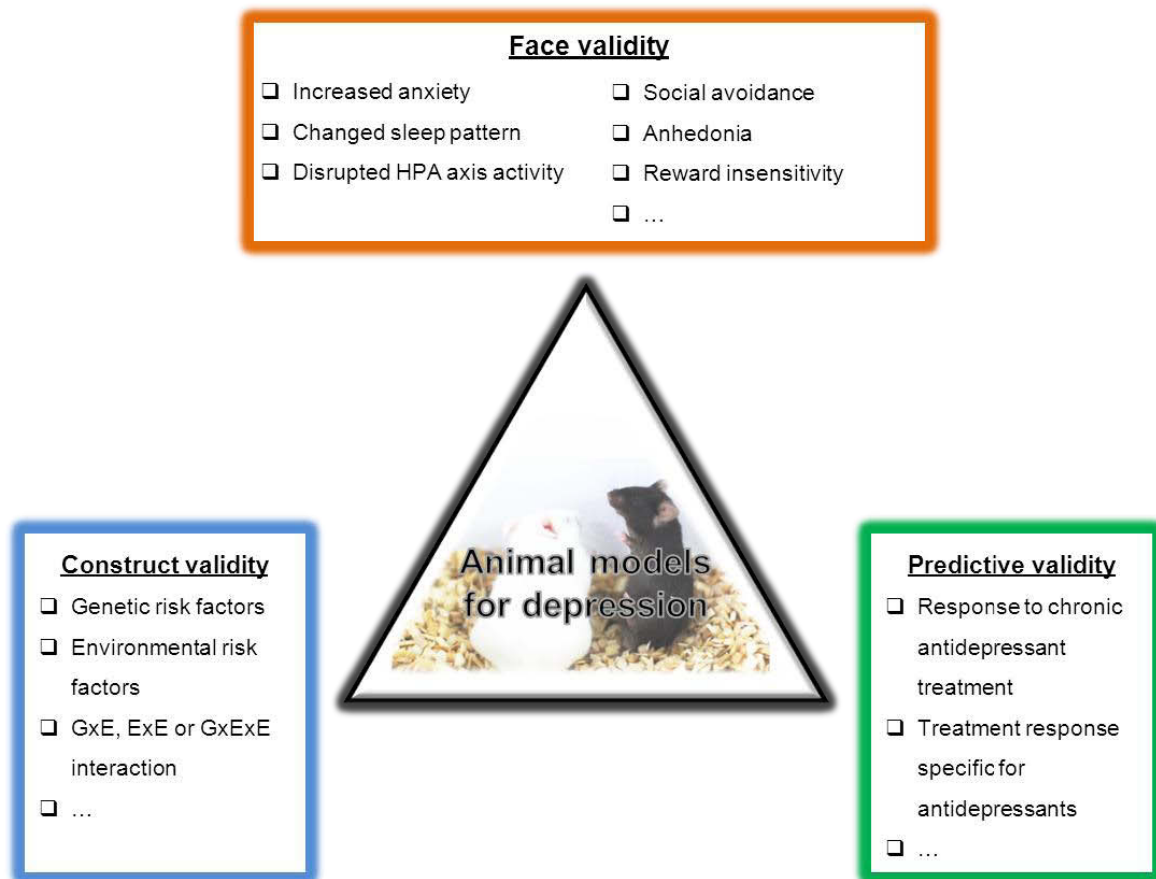 Face validity
❑ Increased anxiety
❑ Changed sleep pattern
❑ Disrupted HPA axis activity
❑ Social avoidance
❑ Anhedonia
❑ Reward insensitivity
❑ …
Animal models
for depression
Construct validity
❑ Genetic risk factors
❑ Environmental risk
factors
❑ GxE, ExE or GxExE
interaction
❑ …
Predictive validity
❑ Response to chronic
antidepressant
treatment
❑ Treatment response
specific for
antidepressants
❑ …